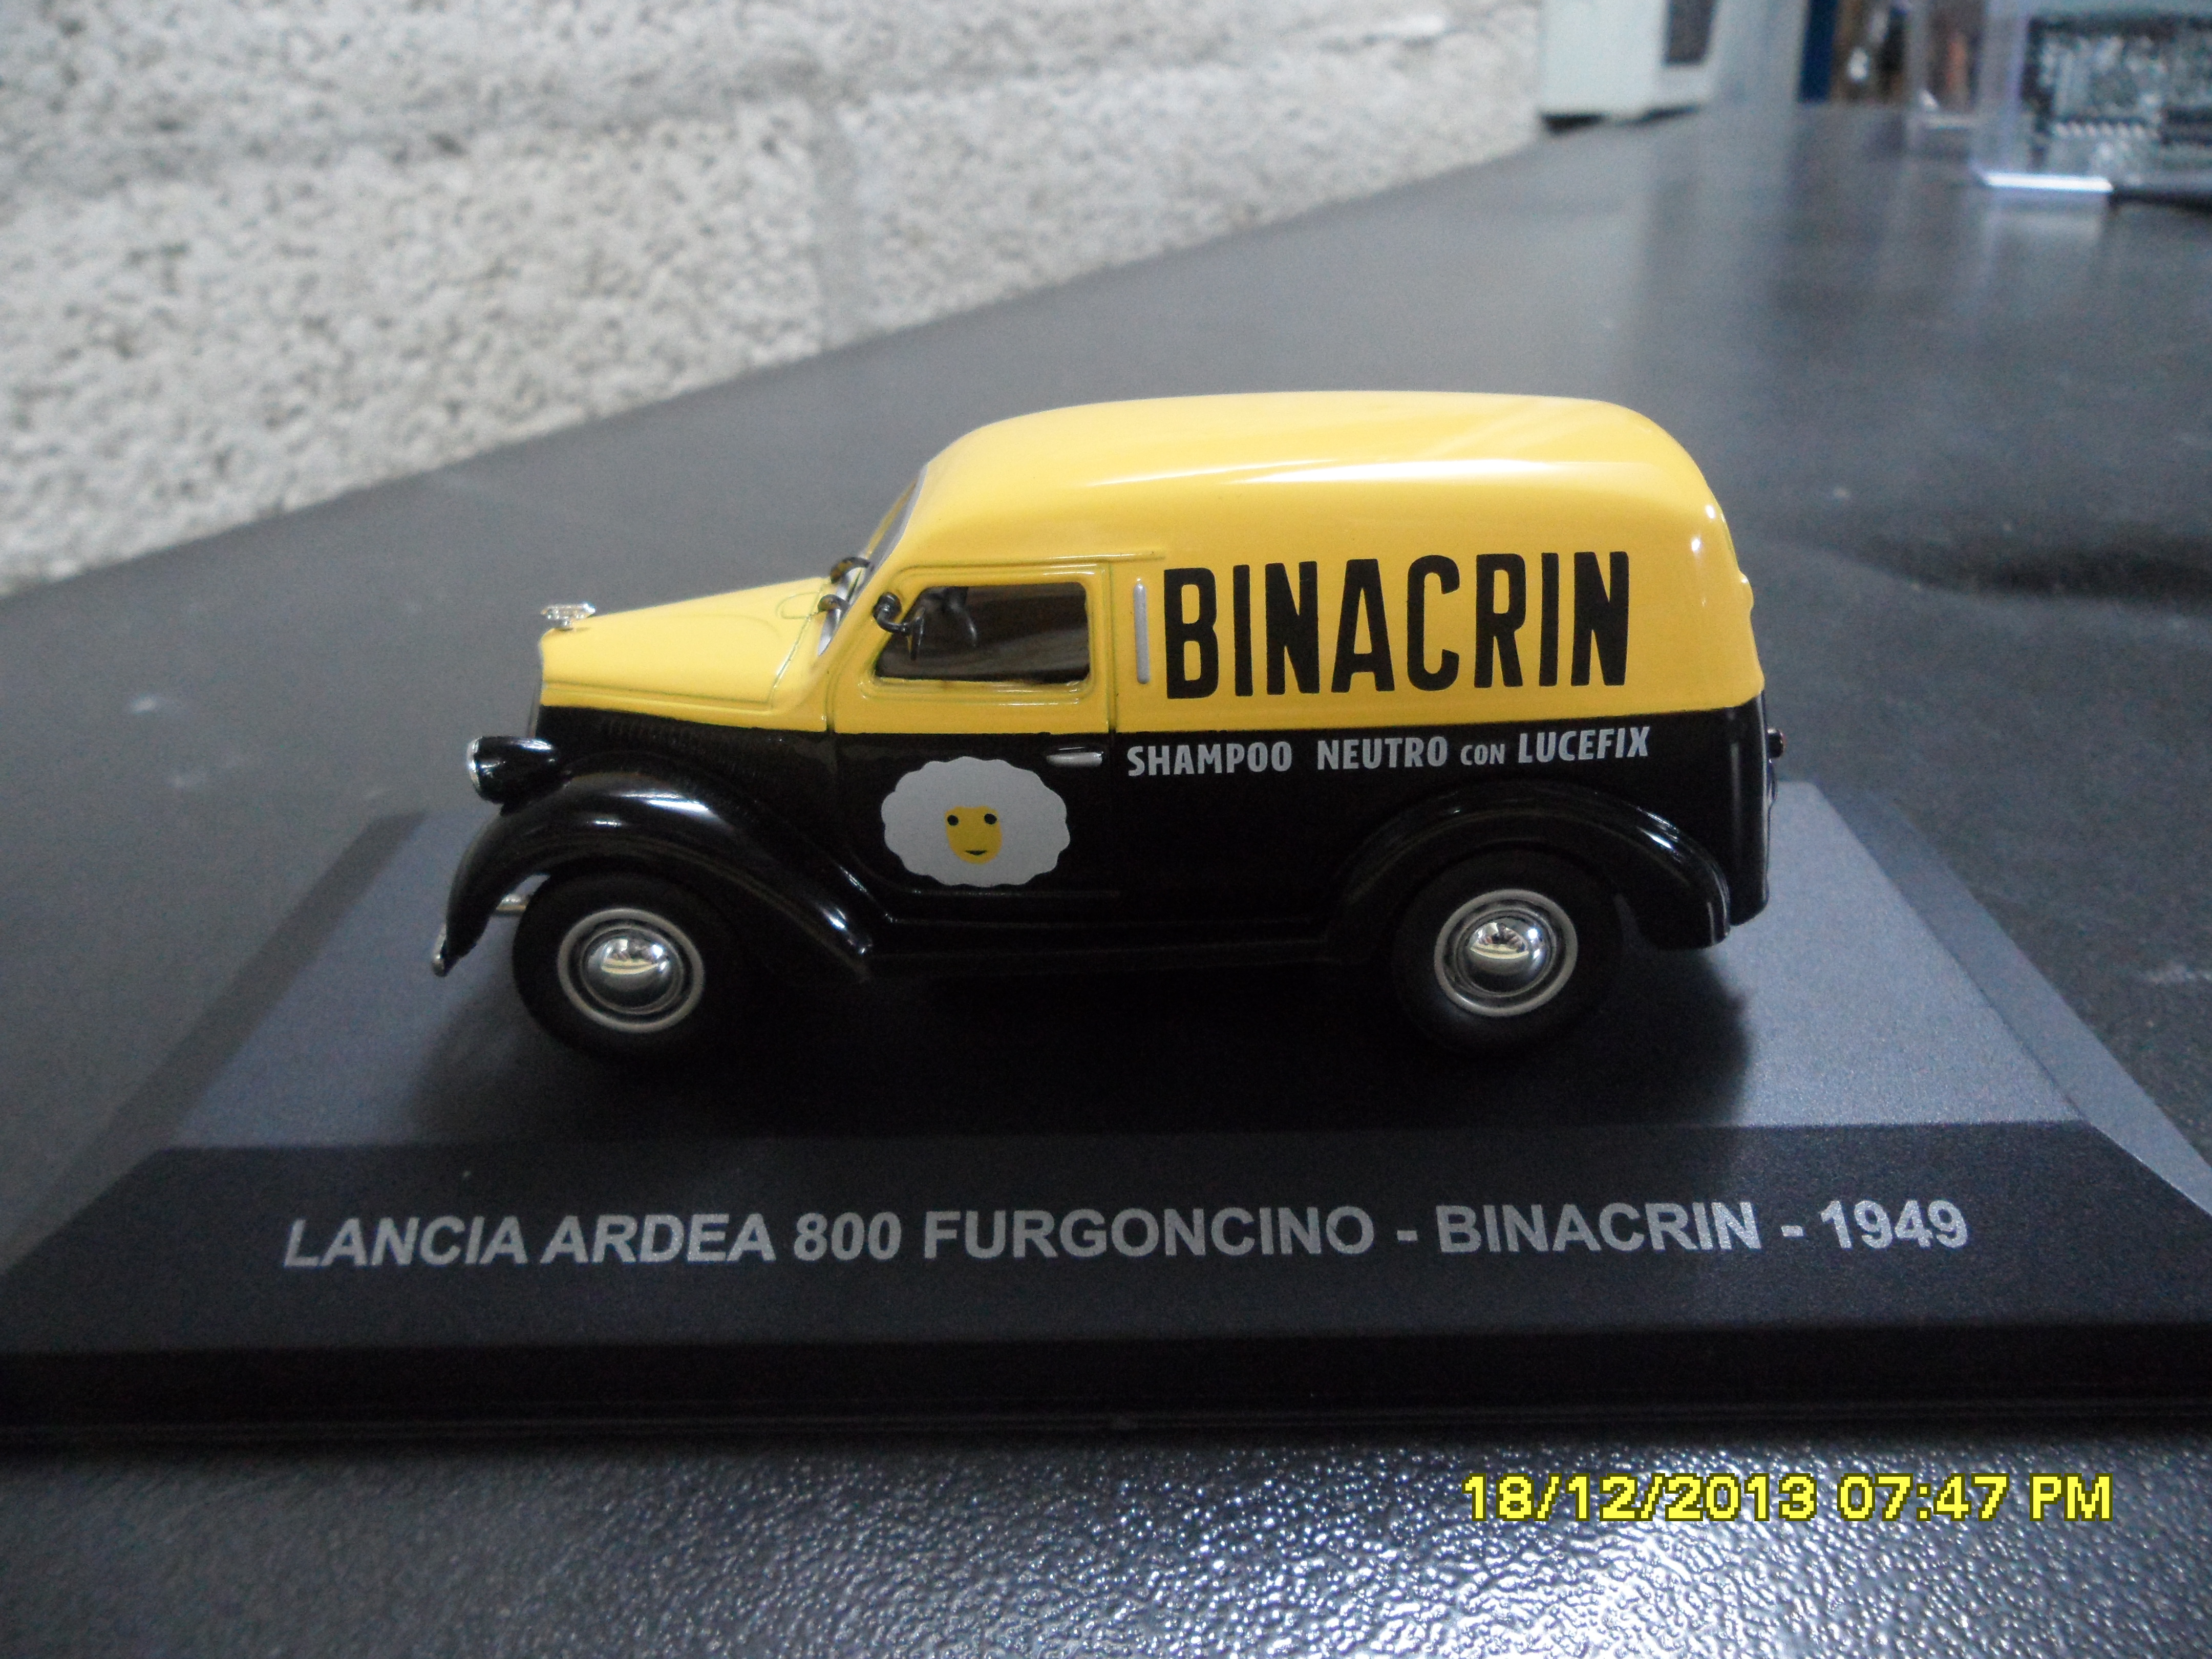 BINACRIN
SHAMPOO NEUTRO CON LUCEFIX
LANCIA ARDEA 800 FURGONCINO - BINACRIN - 1949
18/12/2013 07:47 PM